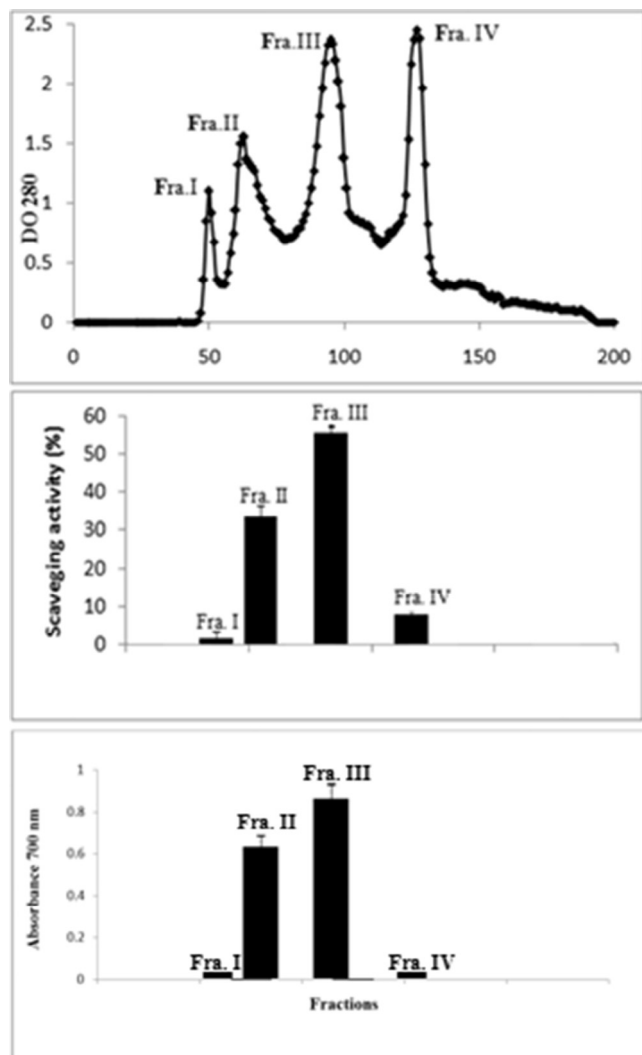 2.5
Fra.III
Fra. IV
2
Fra.II
1.5
Fra.I
1
DO280
0.5
0
0
50
100
150
200
60
Fra. III
50
40
Fra. II
30
Scaveging activity (%)
20
10
Fra. I
Fra. IV
0
1
Fra. III
0.8
Fra. II
0.6
Absorbance 700 nm
0.4
0.2
Fra. I
Fra. IV
0
Fractions